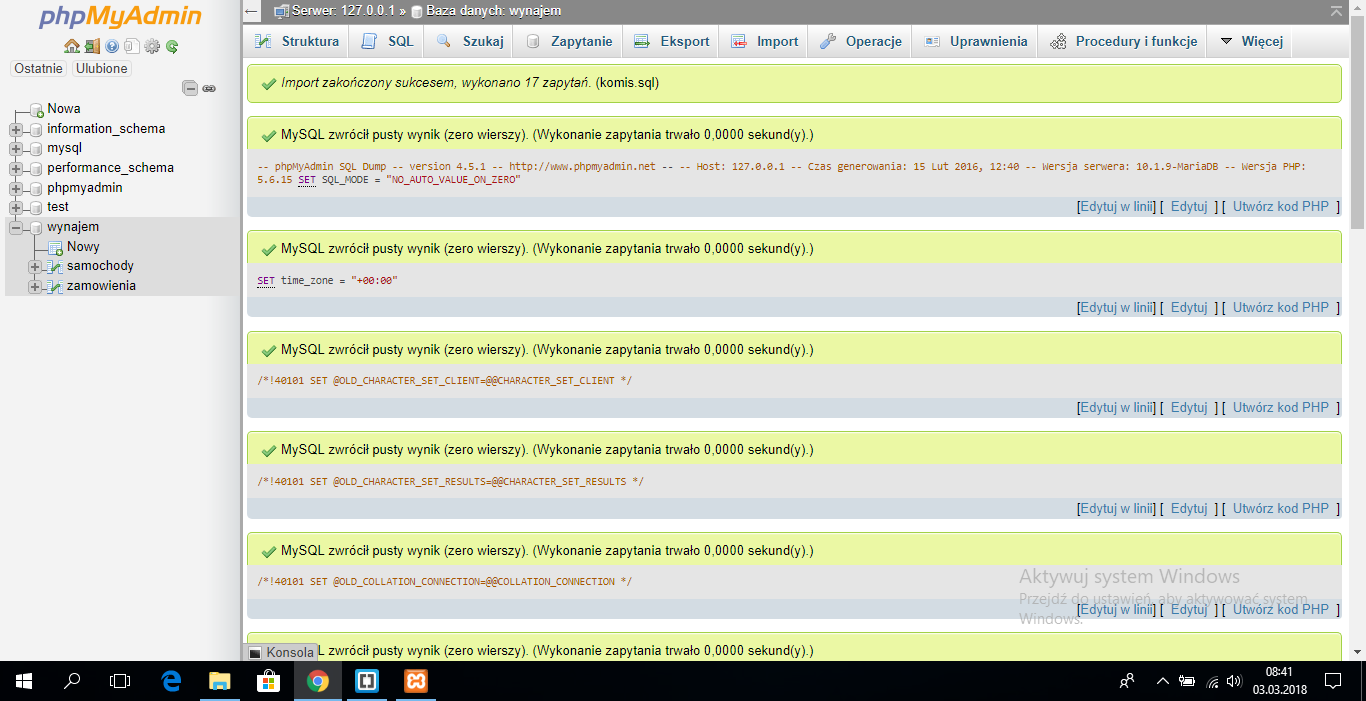 phpMyAdmin
Ostatnie Ulubione
Nowa
information_schema
mysql
performance_schema
phpmyadmin
test
wynajem
Nowy
samochody
zamowienia
Serwer: 127.0.0.1 » Baza danych: wynajem
Struktura SQL Szukaj Zapytanie Eksport Import Operacje Uprawnienia Procedury i funkcje Więcej
Import zakończony sukcesem, wykonano 17 zapytań. (komis.sql)
MySQL zwrócił pusty wynik (zero wierszy). (Wykonanie zapytania trwało 0,0000 sekund(y).)
-- phpMyAdmin SQL Dump -- version 4.5.1 -- http://www.phpmyadmin.net -- -- Host: 127.0.0.1 -- Czas generowania: 15 Lut 2016, 12:40 -- Wersja serwera: 10.1.9-MariaDB -- Wersja PHP:
5.6.15 SET SQL_MODE = "NO_AUTO_VALUE_ON_ZERO"
[Edytuj w linii] [ Edytuj ] [ Utwórz kod PHP ]
MySQL zwrócił pusty wynik (zero wierszy). (Wykonanie zapytania trwało 0,0000 sekund(y).)
SET time_zone = "+00:00"
[Edytuj w linii] [ Edytuj ] [ Utwórz kod PHP ]
MySQL zwrócił pusty wynik (zero wierszy). (Wykonanie zapytania trwało 0,0000 sekund(y).)
/*!40101 SET @OLD_CHARACTER_SET_CLIENT=@@CHARACTER_SET_CLIENT */
[Edytuj w linii] [ Edytuj ] [ Utwórz kod PHP ]
MySQL zwrócił pusty wynik (zero wierszy). (Wykonanie zapytania trwało 0,0000 sekund(y).)
/*!40101 SET @OLD_CHARACTER_SET_RESULTS=@@CHARACTER_SET_RESULTS */
[Edytuj w linii] [ Edytuj ] [ Utwórz kod PHP ]
MySQL zwrócił pusty wynik (zero wierszy). (Wykonanie zapytania trwało 0,0000 sekund(y).)
/*!40101 SET @OLD_COLLATION_CONNECTION=@@COLLATION_CONNECTION */
[Edytuj w linii] [ Edytuj ] [ Utwórz kod PHP ]
Aktywuj system Windows
Przejdź do ustawień, aby aktywować system
Windows.
Konsola
L zwrócił pusty wynik (zero wierszy). (Wykonanie zapytania trwało 0,0000 sekund(y).)
08:41
03.03.2018